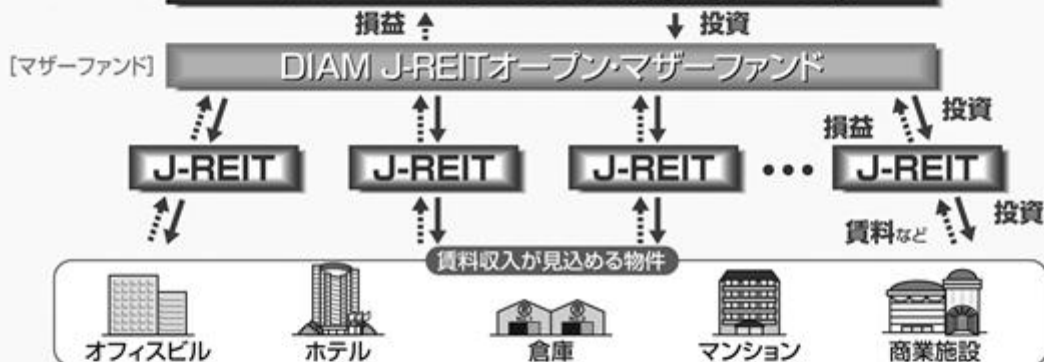 損益 投資
[マザーファンド] DIAM J-REITオープン・マザーファンド
損益 投資
J-REIT J-REIT J-REIT ••• J-REIT
賃料など 投資
賃料収入が見込める物件
オフィスビル ホテル 倉庫 マンション 商業施設